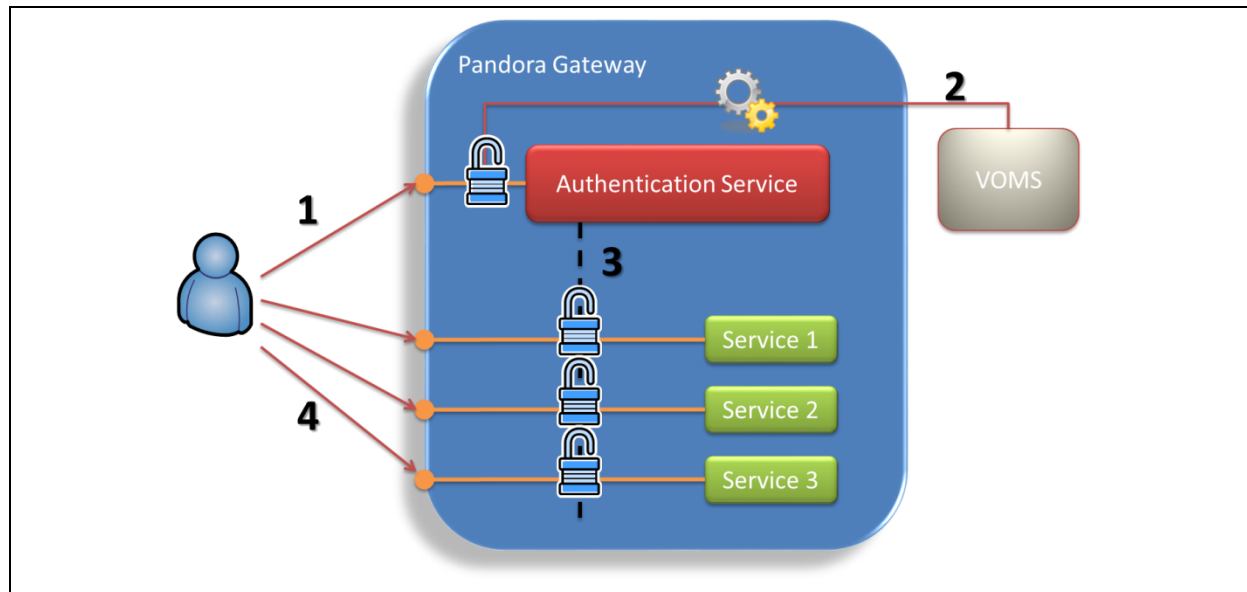 Pandora Gateway
2
Authentication Service
VOMS
1
3
Service 1
Service 2
4
Service 3